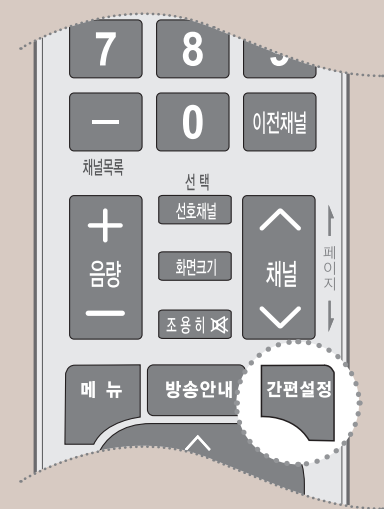 7 8 9
— 0 이전채널
채널목록
선 택
선호채널
+
음량
—
화면크기
채널
페이지
조용히
메 뉴 방송안내 간편설정